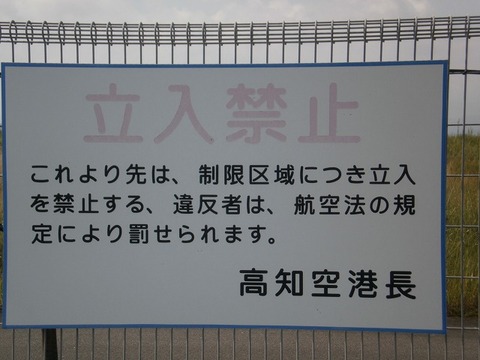 立入禁止
これより先は、制限区域につき立入
を禁止する、違反者は、航空法の規
定により罰せられます。
高知空港長